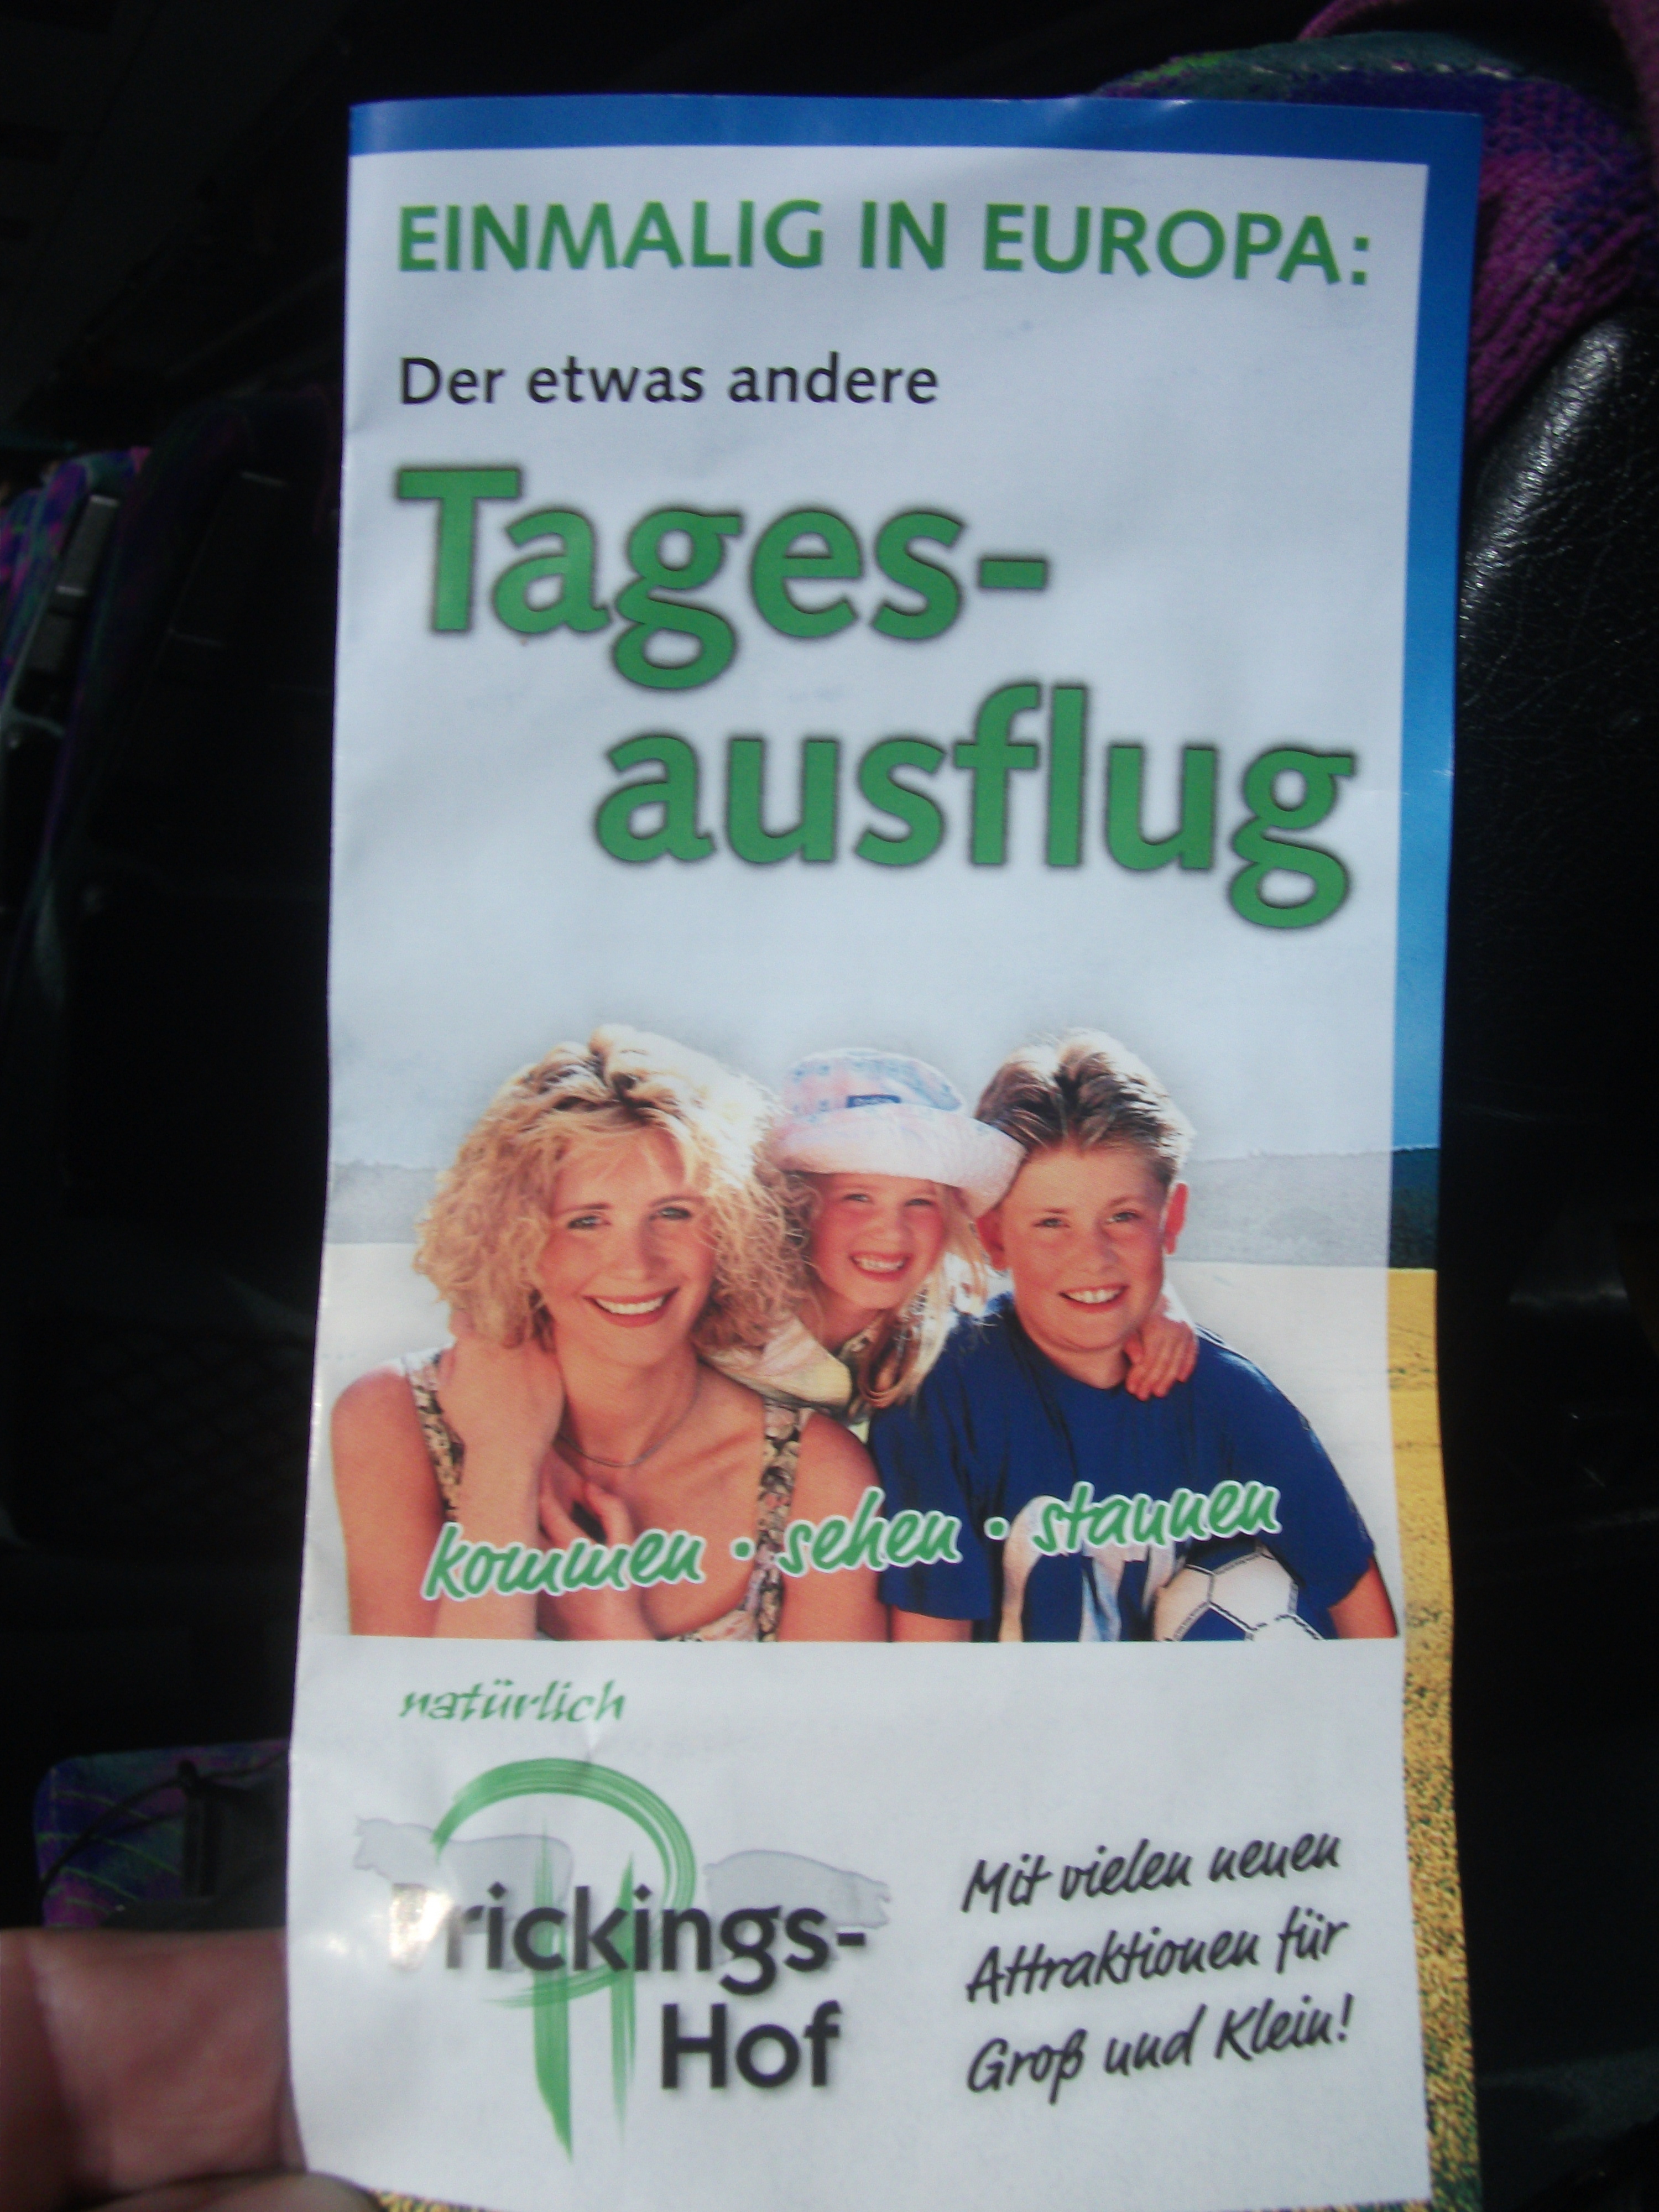 EINMALIG IN EUROPA:
Der etwas andere
Tages-
ausflug
kommen · sehen · staunen
natürlich
Prickings-
Hof
Mit vielen neuen
Attraktionen für
Groß und Klein!